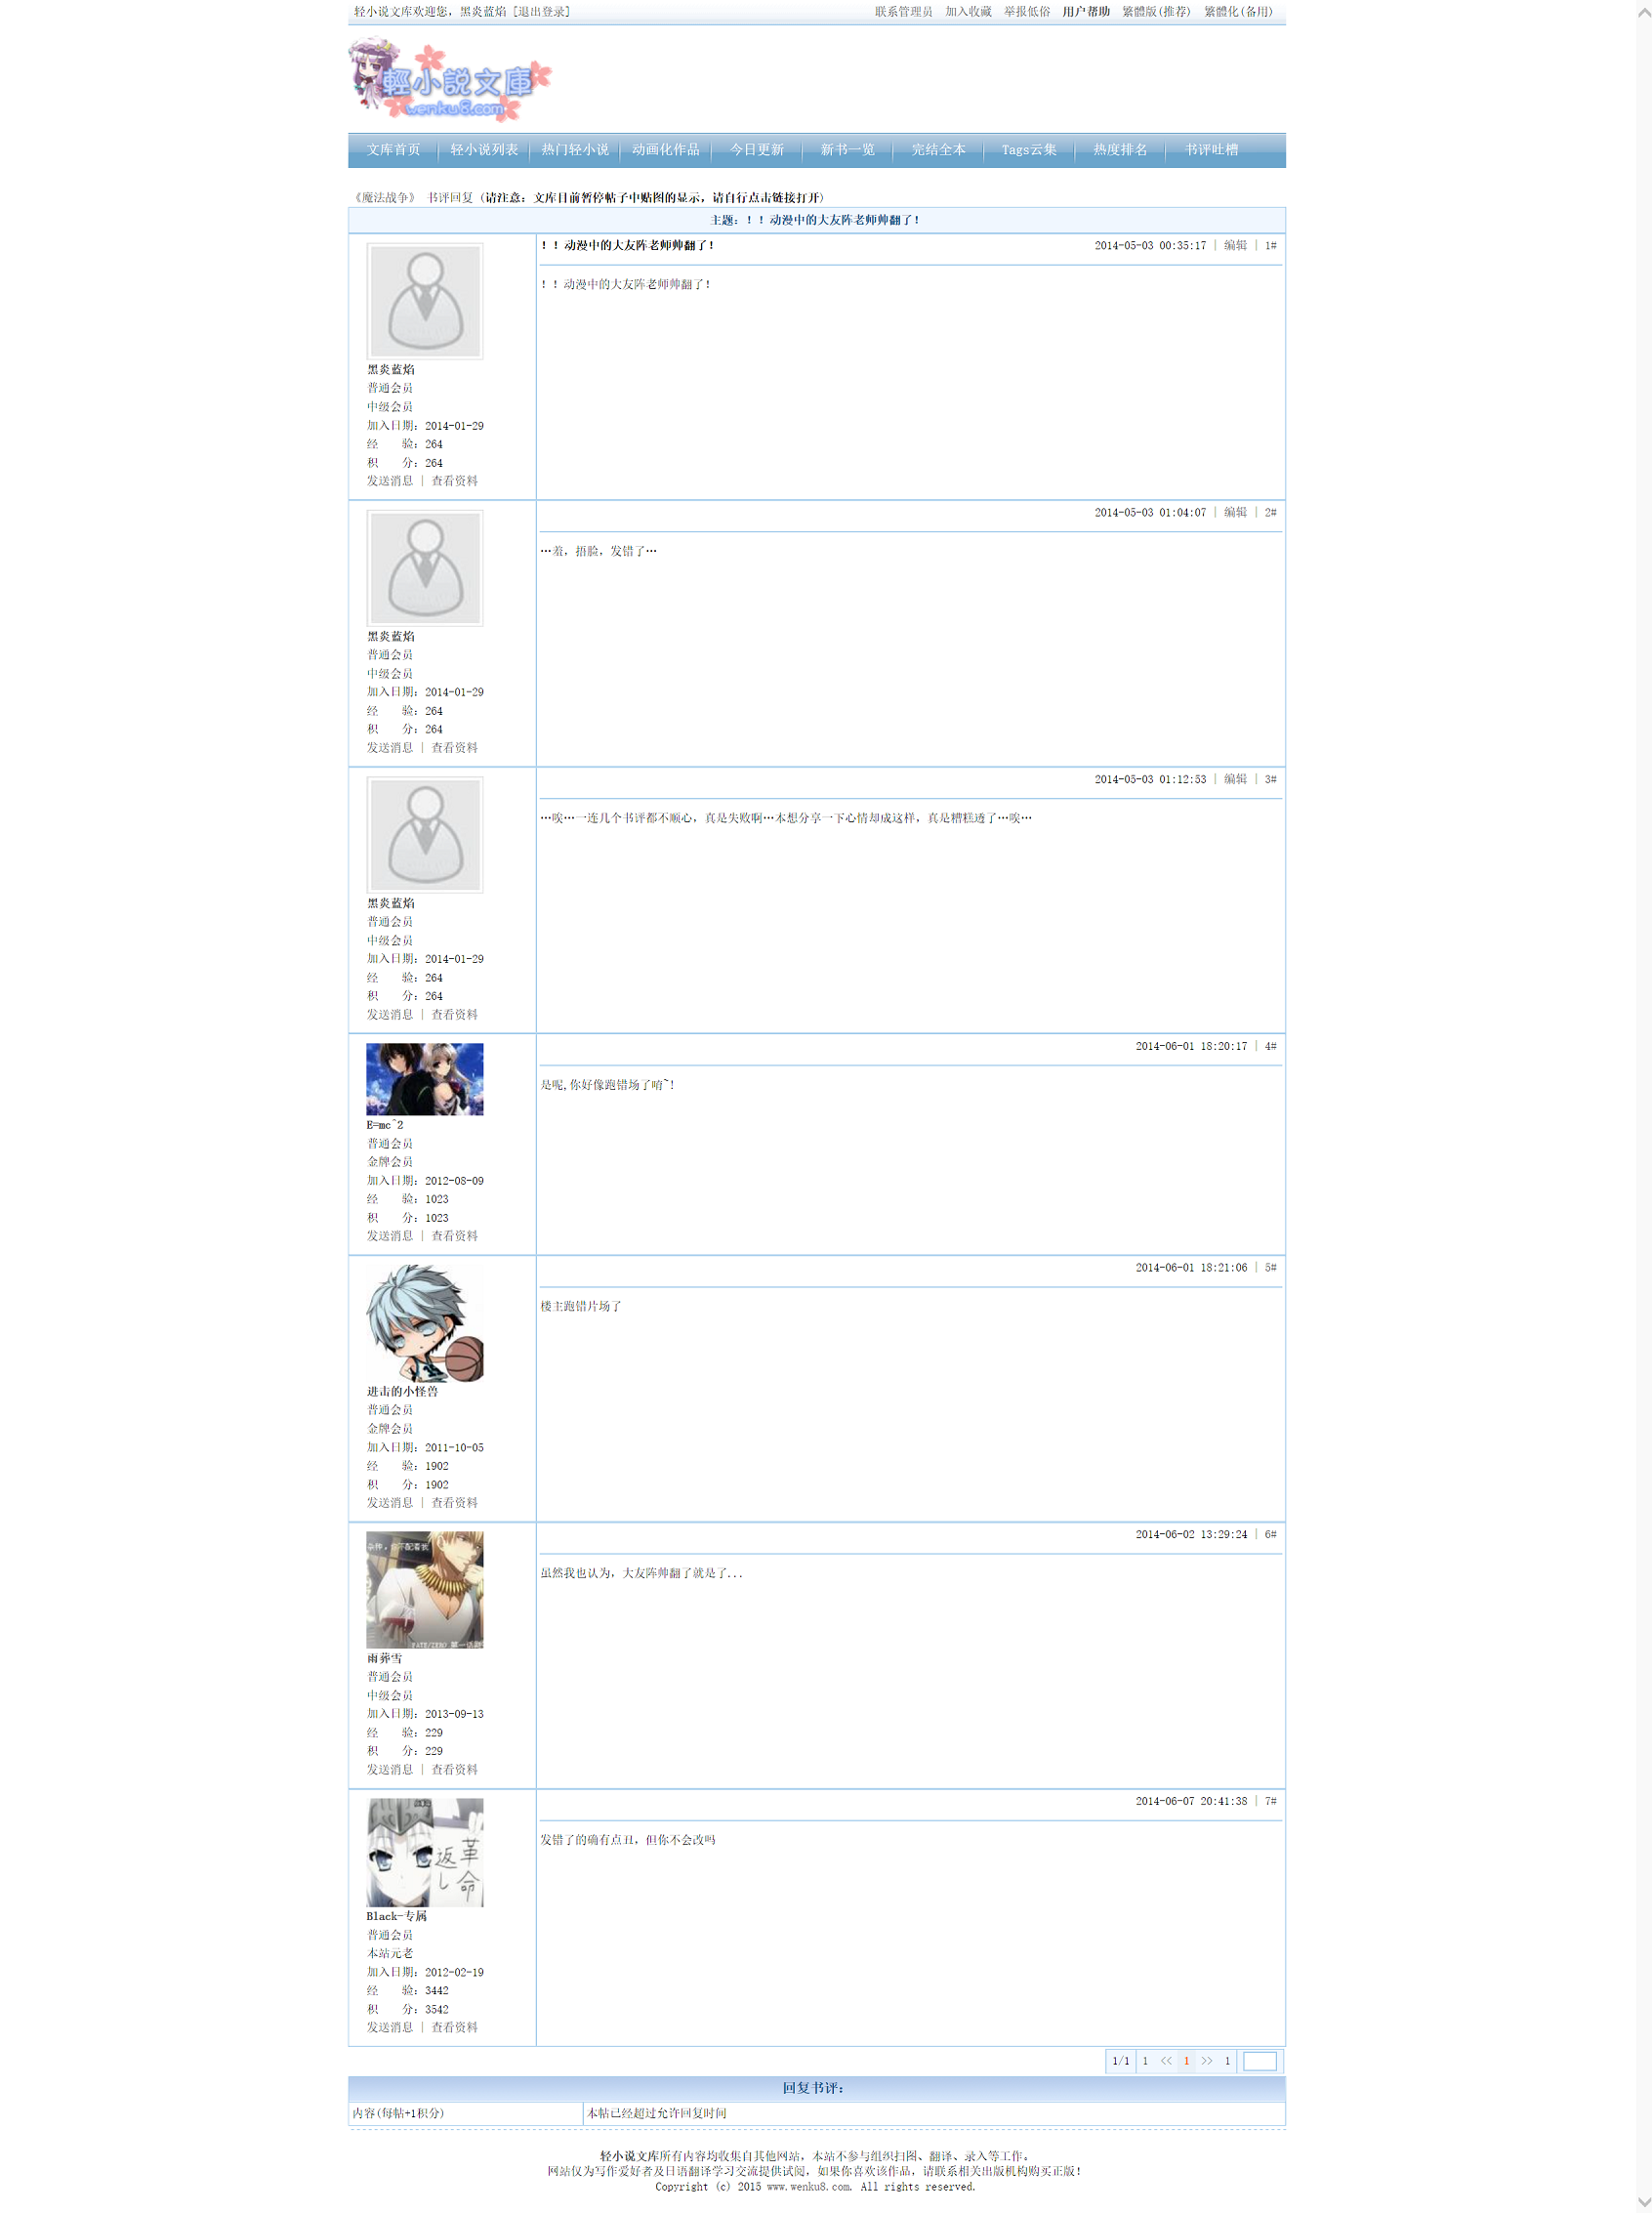 轻小说文库欢迎您，黑炎蓝焰 [退出登录] 联系管理员 加入收藏 举报低俗 用户帮助 繁體版(推荐) 繁體化(备用)
輕小說文庫
wenku8.com
文库首页 轻小说列表 热门轻小说 动画化作品 今日更新 新书一览 完结全本 Tags云集 热度排名 书评吐槽
《魔法战争》 书评回复 (请注意：文库目前暂停帖子中贴图的显示，请自行点击链接打开)
主题：！！动漫中的大友阵老师帅翻了！
！！动漫中的大友阵老师帅翻了！ 2014-05-03 00:35:17 | 编辑 | 1#
！！动漫中的大友阵老师帅翻了！
黑炎蓝焰
普通会员
中级会员
加入日期：2014-01-29
经　　验：264
积　　分：264
发送消息 | 查看资料
2014-05-03 01:04:07 | 编辑 | 2#
…羞，捂脸，发错了…
黑炎蓝焰
普通会员
中级会员
加入日期：2014-01-29
经　　验：264
积　　分：264
发送消息 | 查看资料
2014-05-03 01:12:53 | 编辑 | 3#
…唉…一连几个书评都不顺心，真是失败啊…本想分享一下心情却成这样，真是糟糕透了…唉…
黑炎蓝焰
普通会员
中级会员
加入日期：2014-01-29
经　　验：264
积　　分：264
发送消息 | 查看资料
2014-06-01 18:20:17 | 4#
是呢,你好像跑错场了唷~!
E=mc^2
普通会员
金牌会员
加入日期：2012-08-09
经　　验：1023
积　　分：1023
发送消息 | 查看资料
2014-06-01 18:21:06 | 5#
楼主跑错片场了
进击的小怪兽
普通会员
金牌会员
加入日期：2011-10-05
经　　验：1902
积　　分：1902
发送消息 | 查看资料
2014-06-02 13:29:24 | 6#
虽然我也认为，大友阵帅翻了就是了...
杂种，你不配看我
FATE/ZERO 第一话
雨葬雪
普通会员
中级会员
加入日期：2013-09-13
经　　验：229
积　　分：229
发送消息 | 查看资料
2014-06-07 20:41:38 | 7#
发错了的确有点丑，但你不会改吗
革命
返し
Black-专属
普通会员
本站元老
加入日期：2012-02-19
经　　验：3442
积　　分：3542
发送消息 | 查看资料
1/1 1 << 1 >> 1
回复书评：
内容(每帖+1积分) 本帖已经超过允许回复时间
轻小说文库所有内容均收集自其他网站，本站不参与组织扫图、翻译、录入等工作。
网站仅为写作爱好者及日语翻译学习交流提供试阅，如果你喜欢该作品，请联系相关出版机构购买正版！
Copyright (c) 2015 www.wenku8.com. All rights reserved.